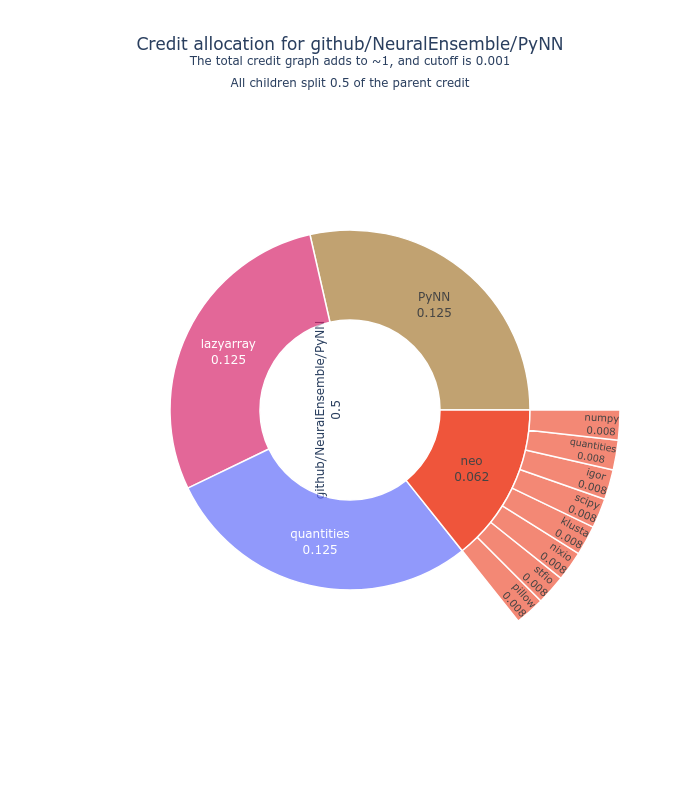 Credit allocation for github/NeuralEnsemble/PyNN
The total credit graph adds to ~1, and cutoff is 0.001
All children split 0.5 of the parent credit
PyNN
0.125
lazyarray
0.125
github/NeuralEnsemble/PyNN
0.5
quantities
0.125
neo
0.062
numpy
0.008
quantities
0.008
igor
0.008
scipy
0.008
klusta
0.008
nixio
0.008
stfio
0.008
pillow
0.008